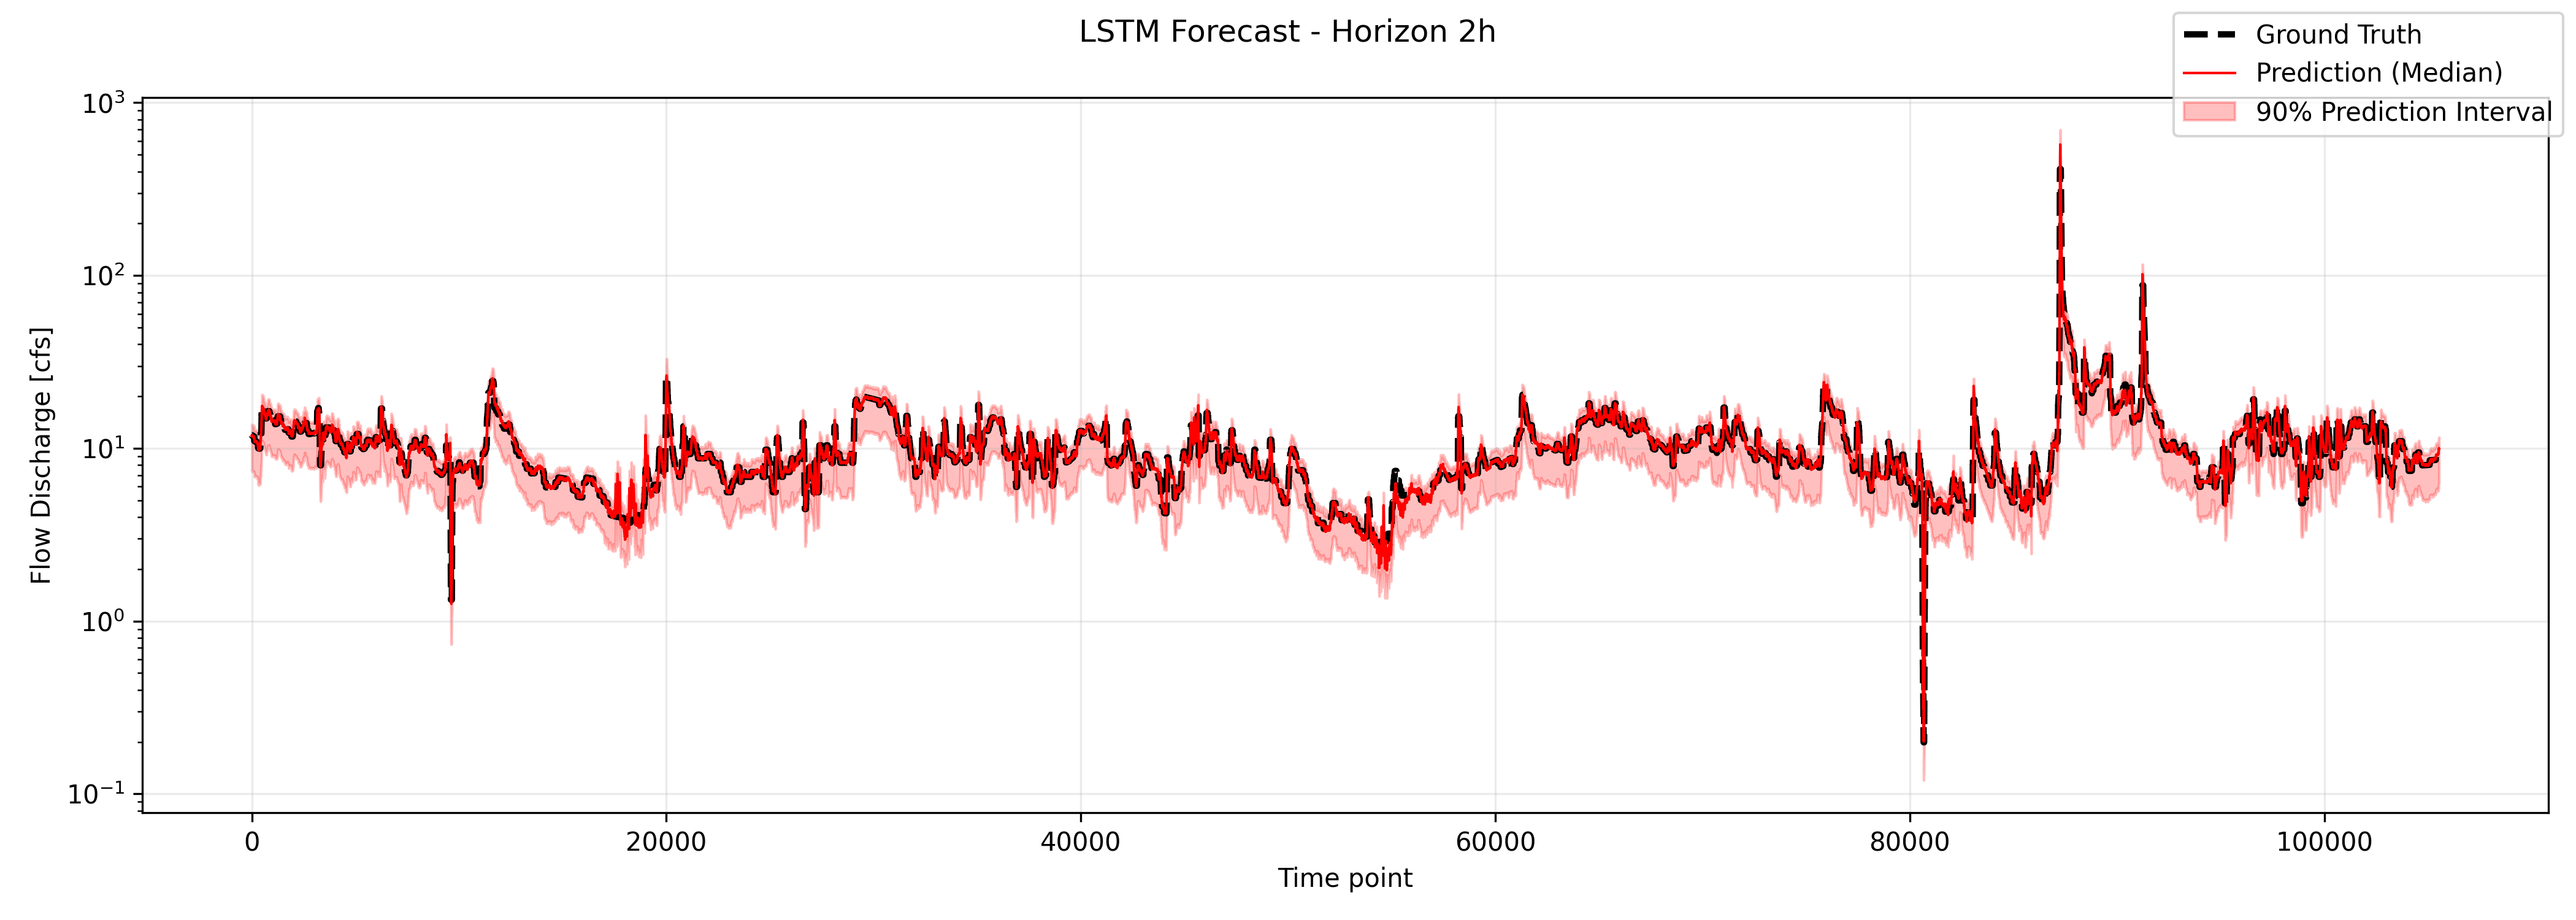 LSTM Forecast - Horizon 2h
Ground Truth
Prediction (Median)
90% Prediction Interval
Flow Discharge [cfs]
10³
10²
10¹
10⁰
10⁻¹
0 20000 40000 60000 80000 100000
Time point